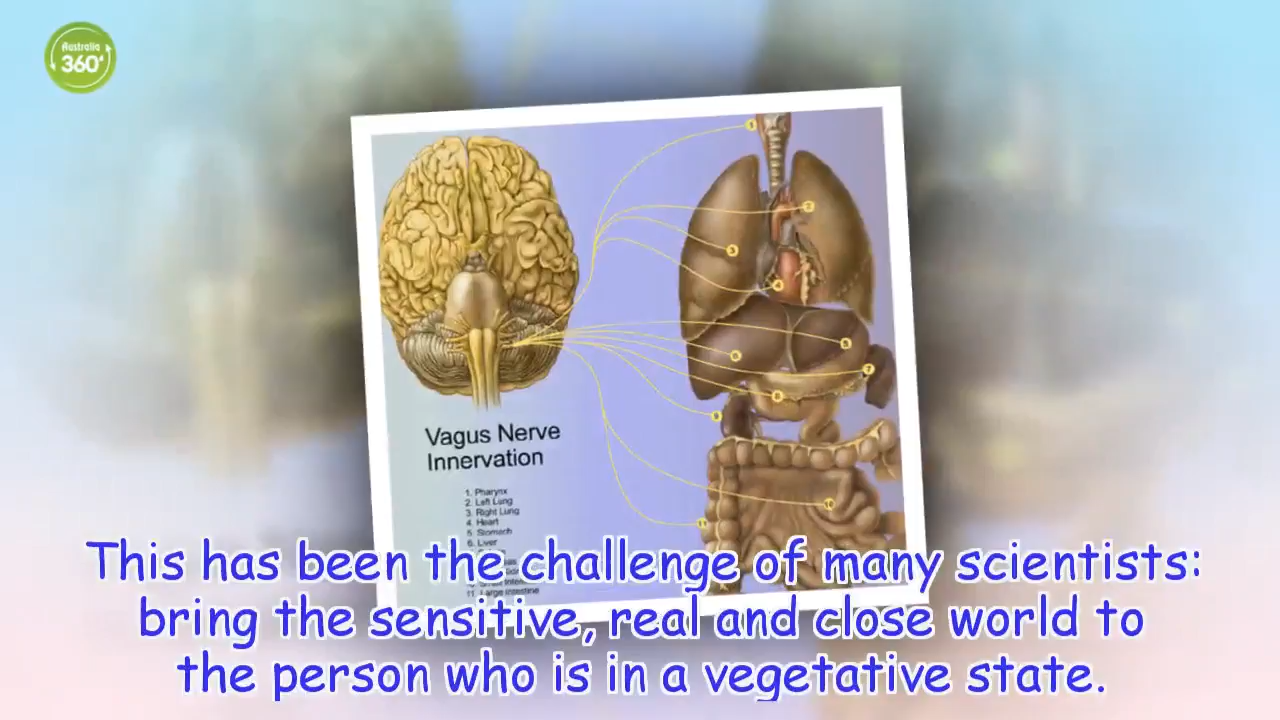 Australia
360°
Vagus Nerve
Innervation
1. Pharynx
2. Left Lung
3. Right Lung
4. Heart
5. Stomach
6. Liver
11. Large Intestine
This has been the challenge of many scientists:
bring the sensitive, real and close world to
the person who is in a vegetative state.